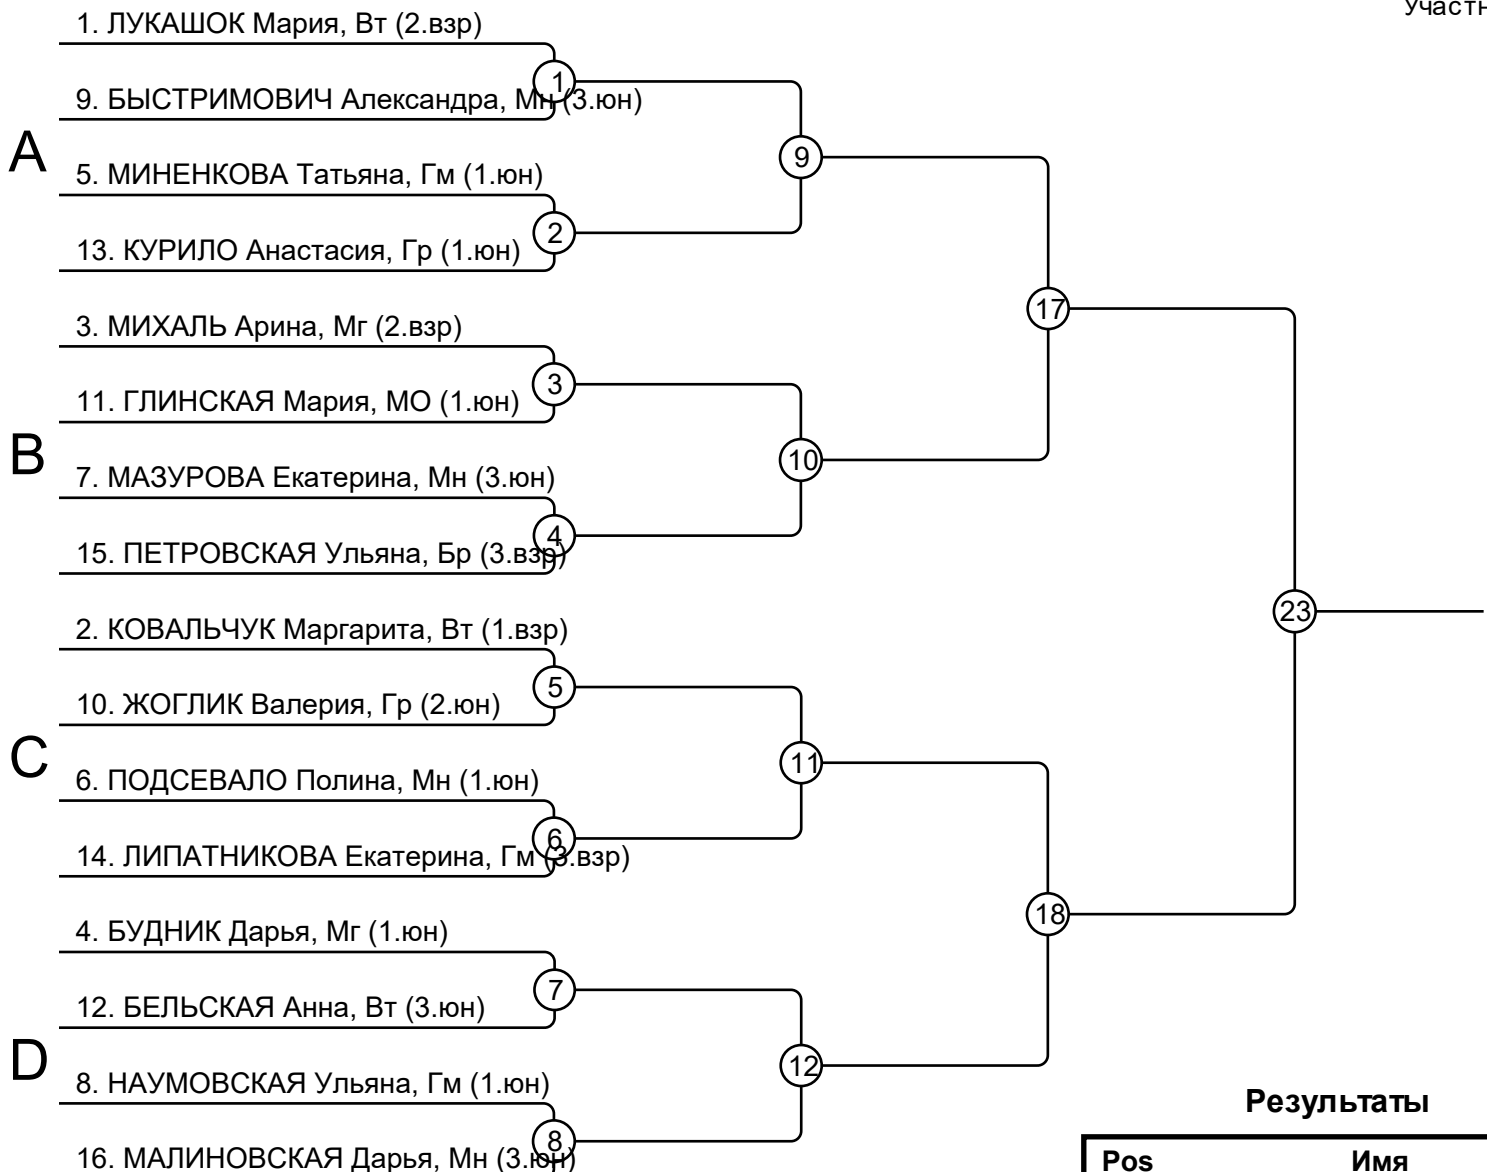 Участн
1. ЛУКАШОК Мария, Вт (2.взр)
1
9. БЫСТРИМОВИЧ Александра, Мн (3.юн)
A
9
5. МИНЕНКОВА Татьяна, Гм (1.юн)
2
13. КУРИЛО Анастасия, Гр (1.юн)
17
3. МИХАЛЬ Арина, Мг (2.взр)
3
11. ГЛИНСКАЯ Мария, МО (1.юн)
B
10
7. МАЗУРОВА Екатерина, Мн (3.юн)
4
15. ПЕТРОВСКАЯ Ульяна, Бр (3.взр)
23
2. КОВАЛЬЧУК Маргарита, Вт (1.взр)
5
10. ЖОГЛИК Валерия, Гр (2.юн)
C
11
6. ПОДСЕВАЛО Полина, Мн (1.юн)
6
14. ЛИПАТНИКОВА Екатерина, Гм (3.взр)
18
4. БУДНИК Дарья, Мг (1.юн)
7
12. БЕЛЬСКАЯ Анна, Вт (3.юн)
D
12
8. НАУМОВСКАЯ Ульяна, Гм (1.юн)
8
16. МАЛИНОВСКАЯ Дарья, Мн (3.юн)
Результаты
Pos Имя